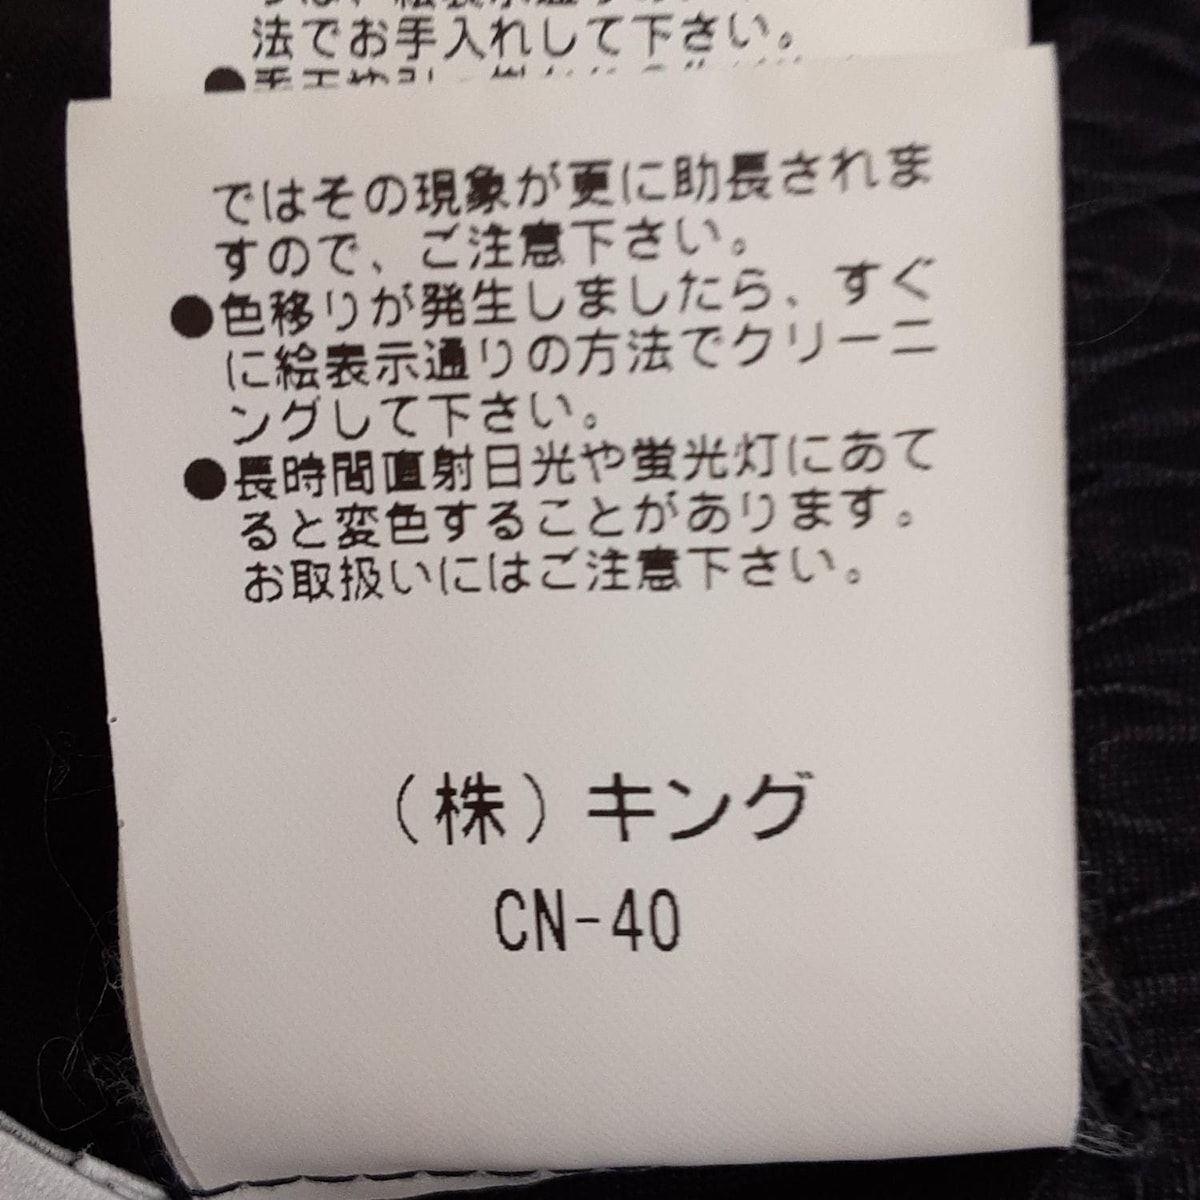 法でお手入れして下さい。
ではその現象が更に助長されま
すので、ご注意下さい。
●色移りが発生しましたら、すぐ
に絵表示通りの方法でクリーニ
ングして下さい。
●長時間直射日光や蛍光灯にあて
ると変色することがあります。
お取扱いにはご注意下さい。
(株)キング
CN-40